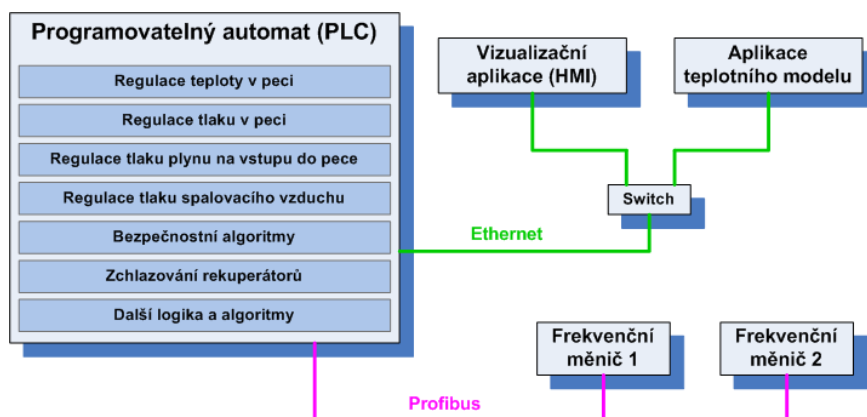 Programovatelný automat (PLC)
Regulace teploty v peci
Regulace tlaku v peci
Regulace tlaku plynu na vstupu do pece
Regulace tlaku spalovacího vzduchu
Bezpečnostní algoritmy
Zchlazování rekuperátorů
Další logika a algoritmy
Vizualizační
aplikace (HMI)
Aplikace
teplotního modelu
Switch
Ethernet
Frekvenční
měnič 1
Frekvenční
měnič 2
Profibus